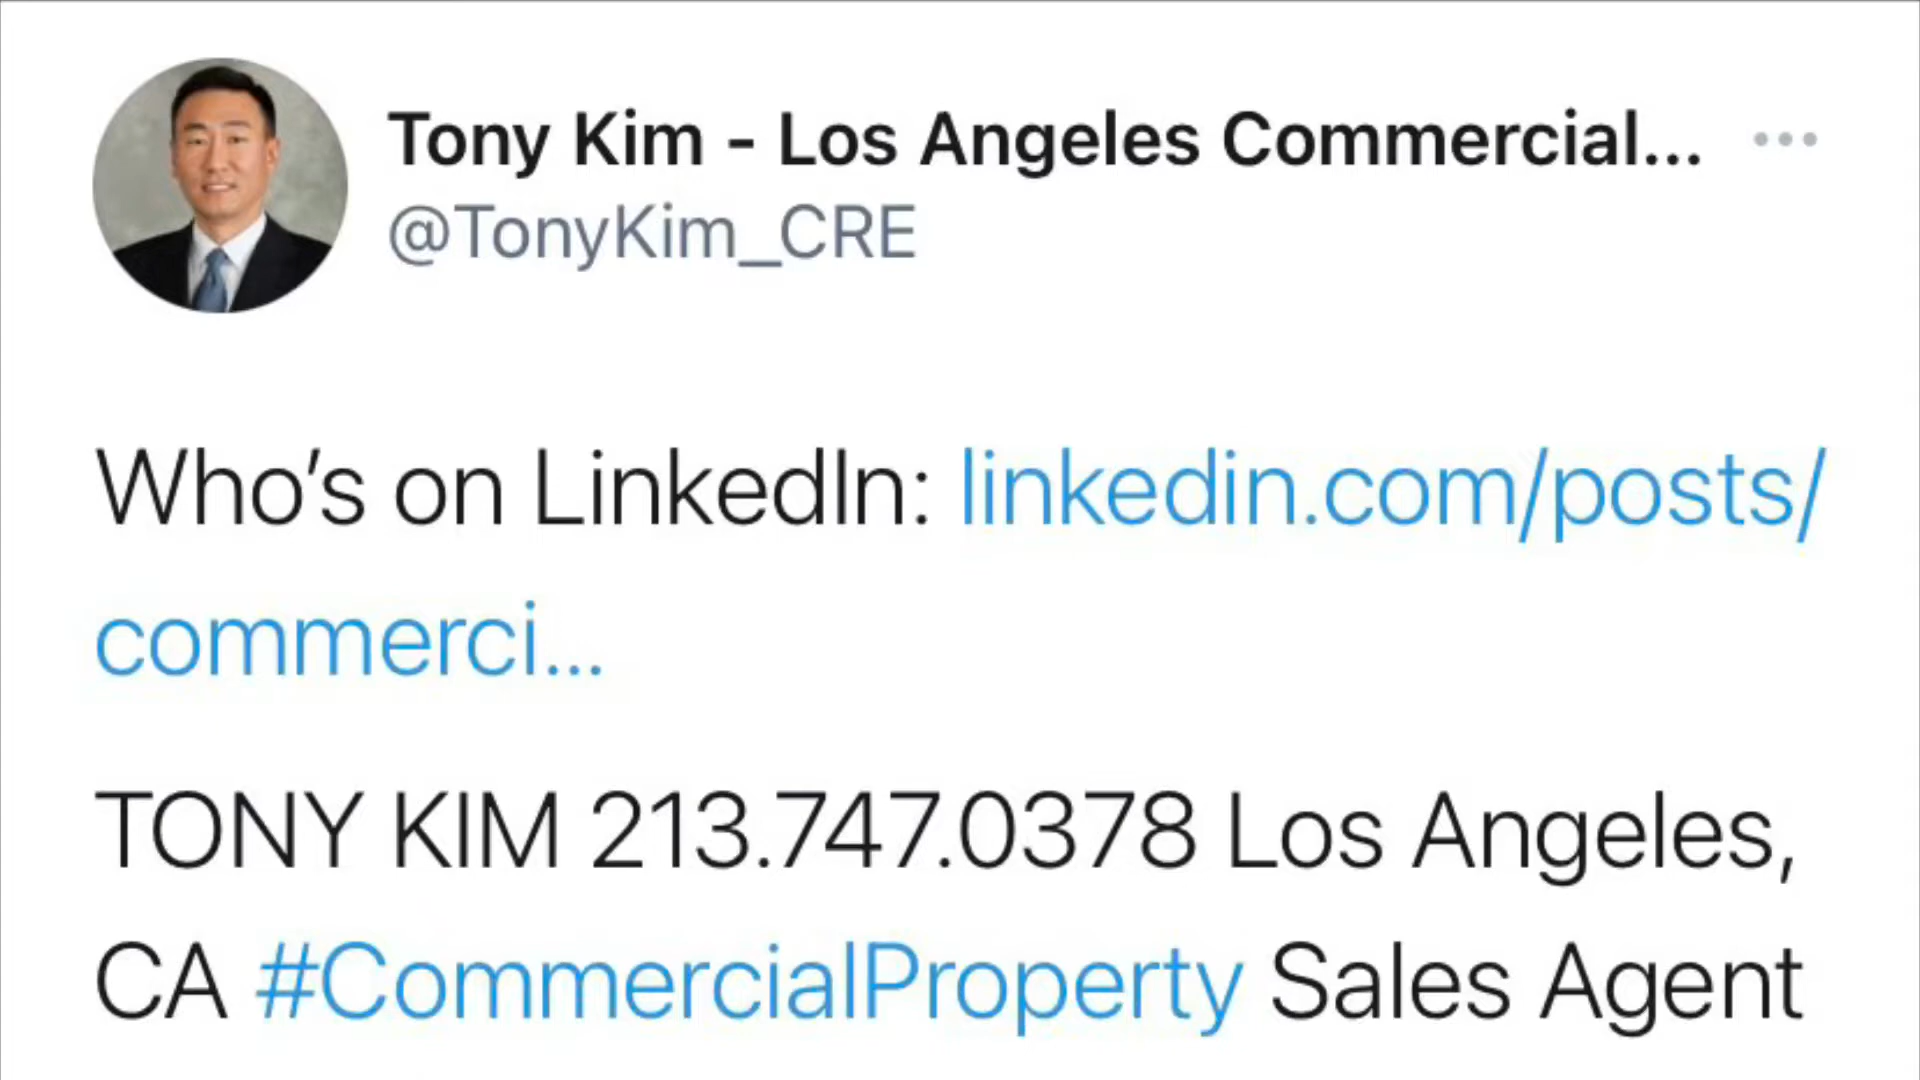 Tony Kim - Los Angeles Commercial...
@TonyKim_CRE
Who’s on LinkedIn: linkedin.com/posts/
commerci...
TONY KIM 213.747.0378 Los Angeles,
CA #CommercialProperty Sales Agent